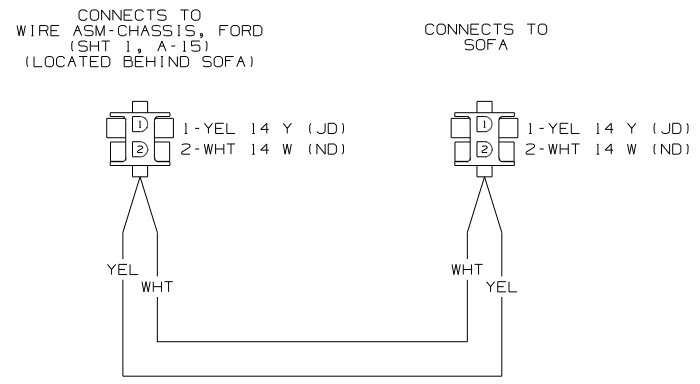 CONNECTS TO
WIRE ASM-CHASSIS, FORD
(SHT 1, A-15)
(LOCATED BEHIND SOFA)
CONNECTS TO
SOFA
1
2
1-YEL 14 Y (JD)
2-WHT 14 W (ND)
1
2
1-YEL 14 Y (JD)
2-WHT 14 W (ND)
YEL
WHT
WHT
YEL